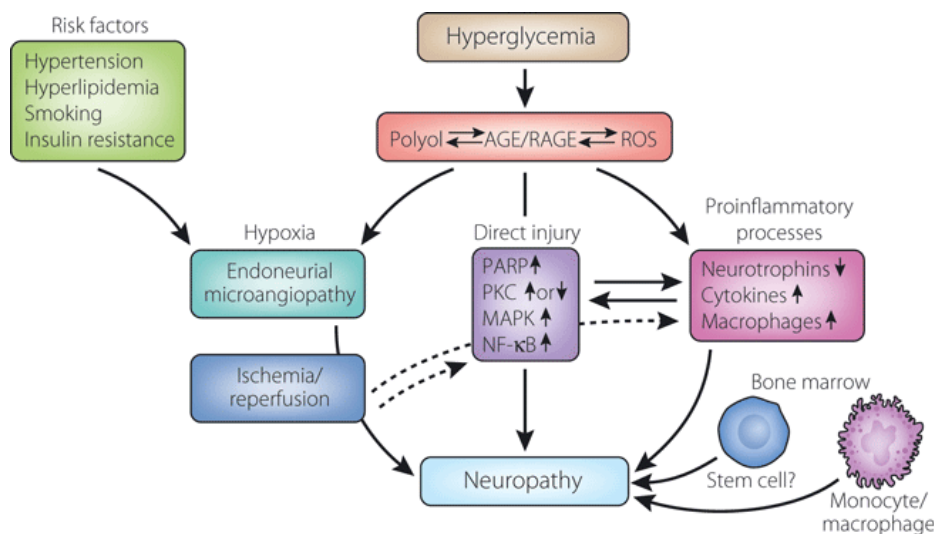 Risk factors
Hypertension
Hyperlipidemia
Smoking
Insulin resistance
Hyperglycemia
Polyol ⇄ AGE/RAGE ⇄ ROS
Hypoxia
Endoneurial
microangiopathy
Ischemia/
reperfusion
Direct injury
PARP ↑
PKC ↑ or ↓
MAPK ↑
NF-κB ↑
Proinflammatory
processes
Neurotrophins ↓
Cytokines ↑
Macrophages ↑
Neuropathy
Bone marrow
Stem cell?
Monocyte/
macrophage